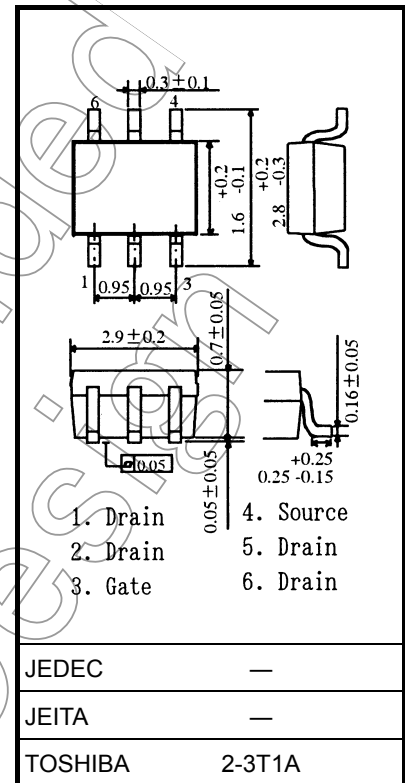 0.3±0.1
6 4
+0.2
1.6 -0.1
+0.2
2.8 -0.3
1 0.95 0.95 3
2.9±0.2
0.7±0.05
0.16±0.05
0.05
0.05±0.05
+0.25
0.25 -0.15
1. Drain
2. Drain
3. Gate
4. Source
5. Drain
6. Drain
JEDEC —
JEITA —
TOSHIBA 2-3T1A